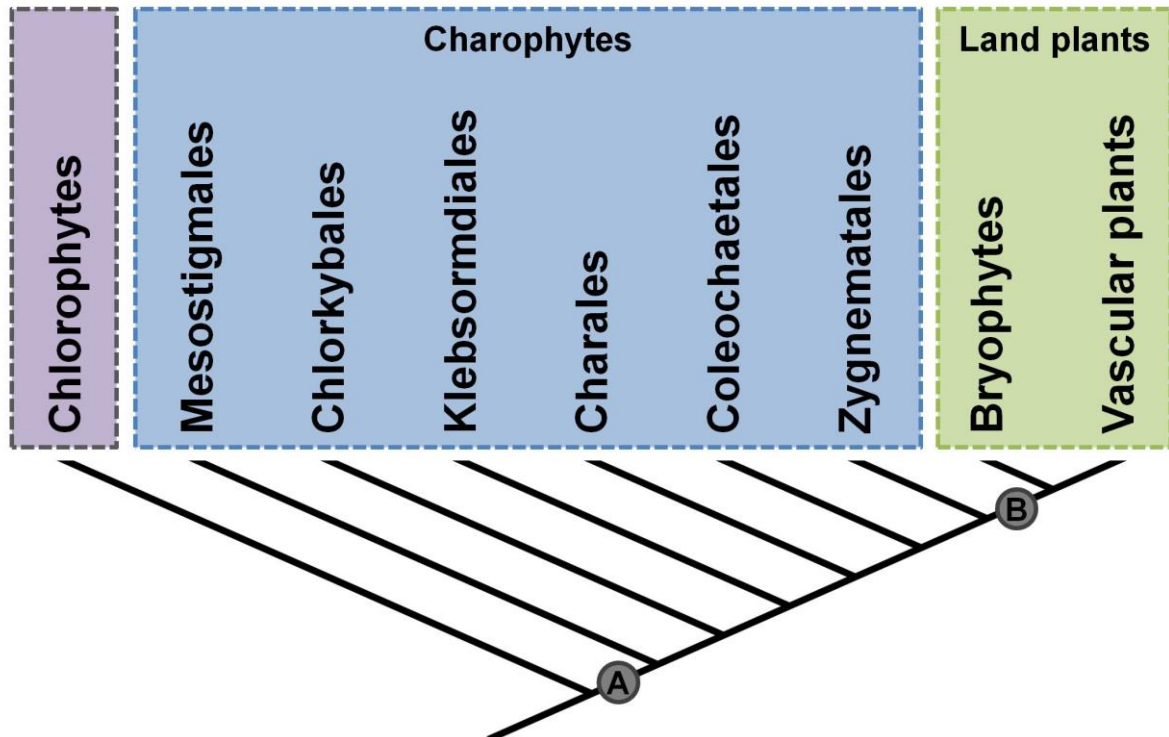 Charophytes
Land plants
Chlorophytes
Mesostigmales
Chlorkybales
Klebsormdiales
Charales
Coleochaetales
Zygnematales
Bryophytes
Vascular plants
B
A